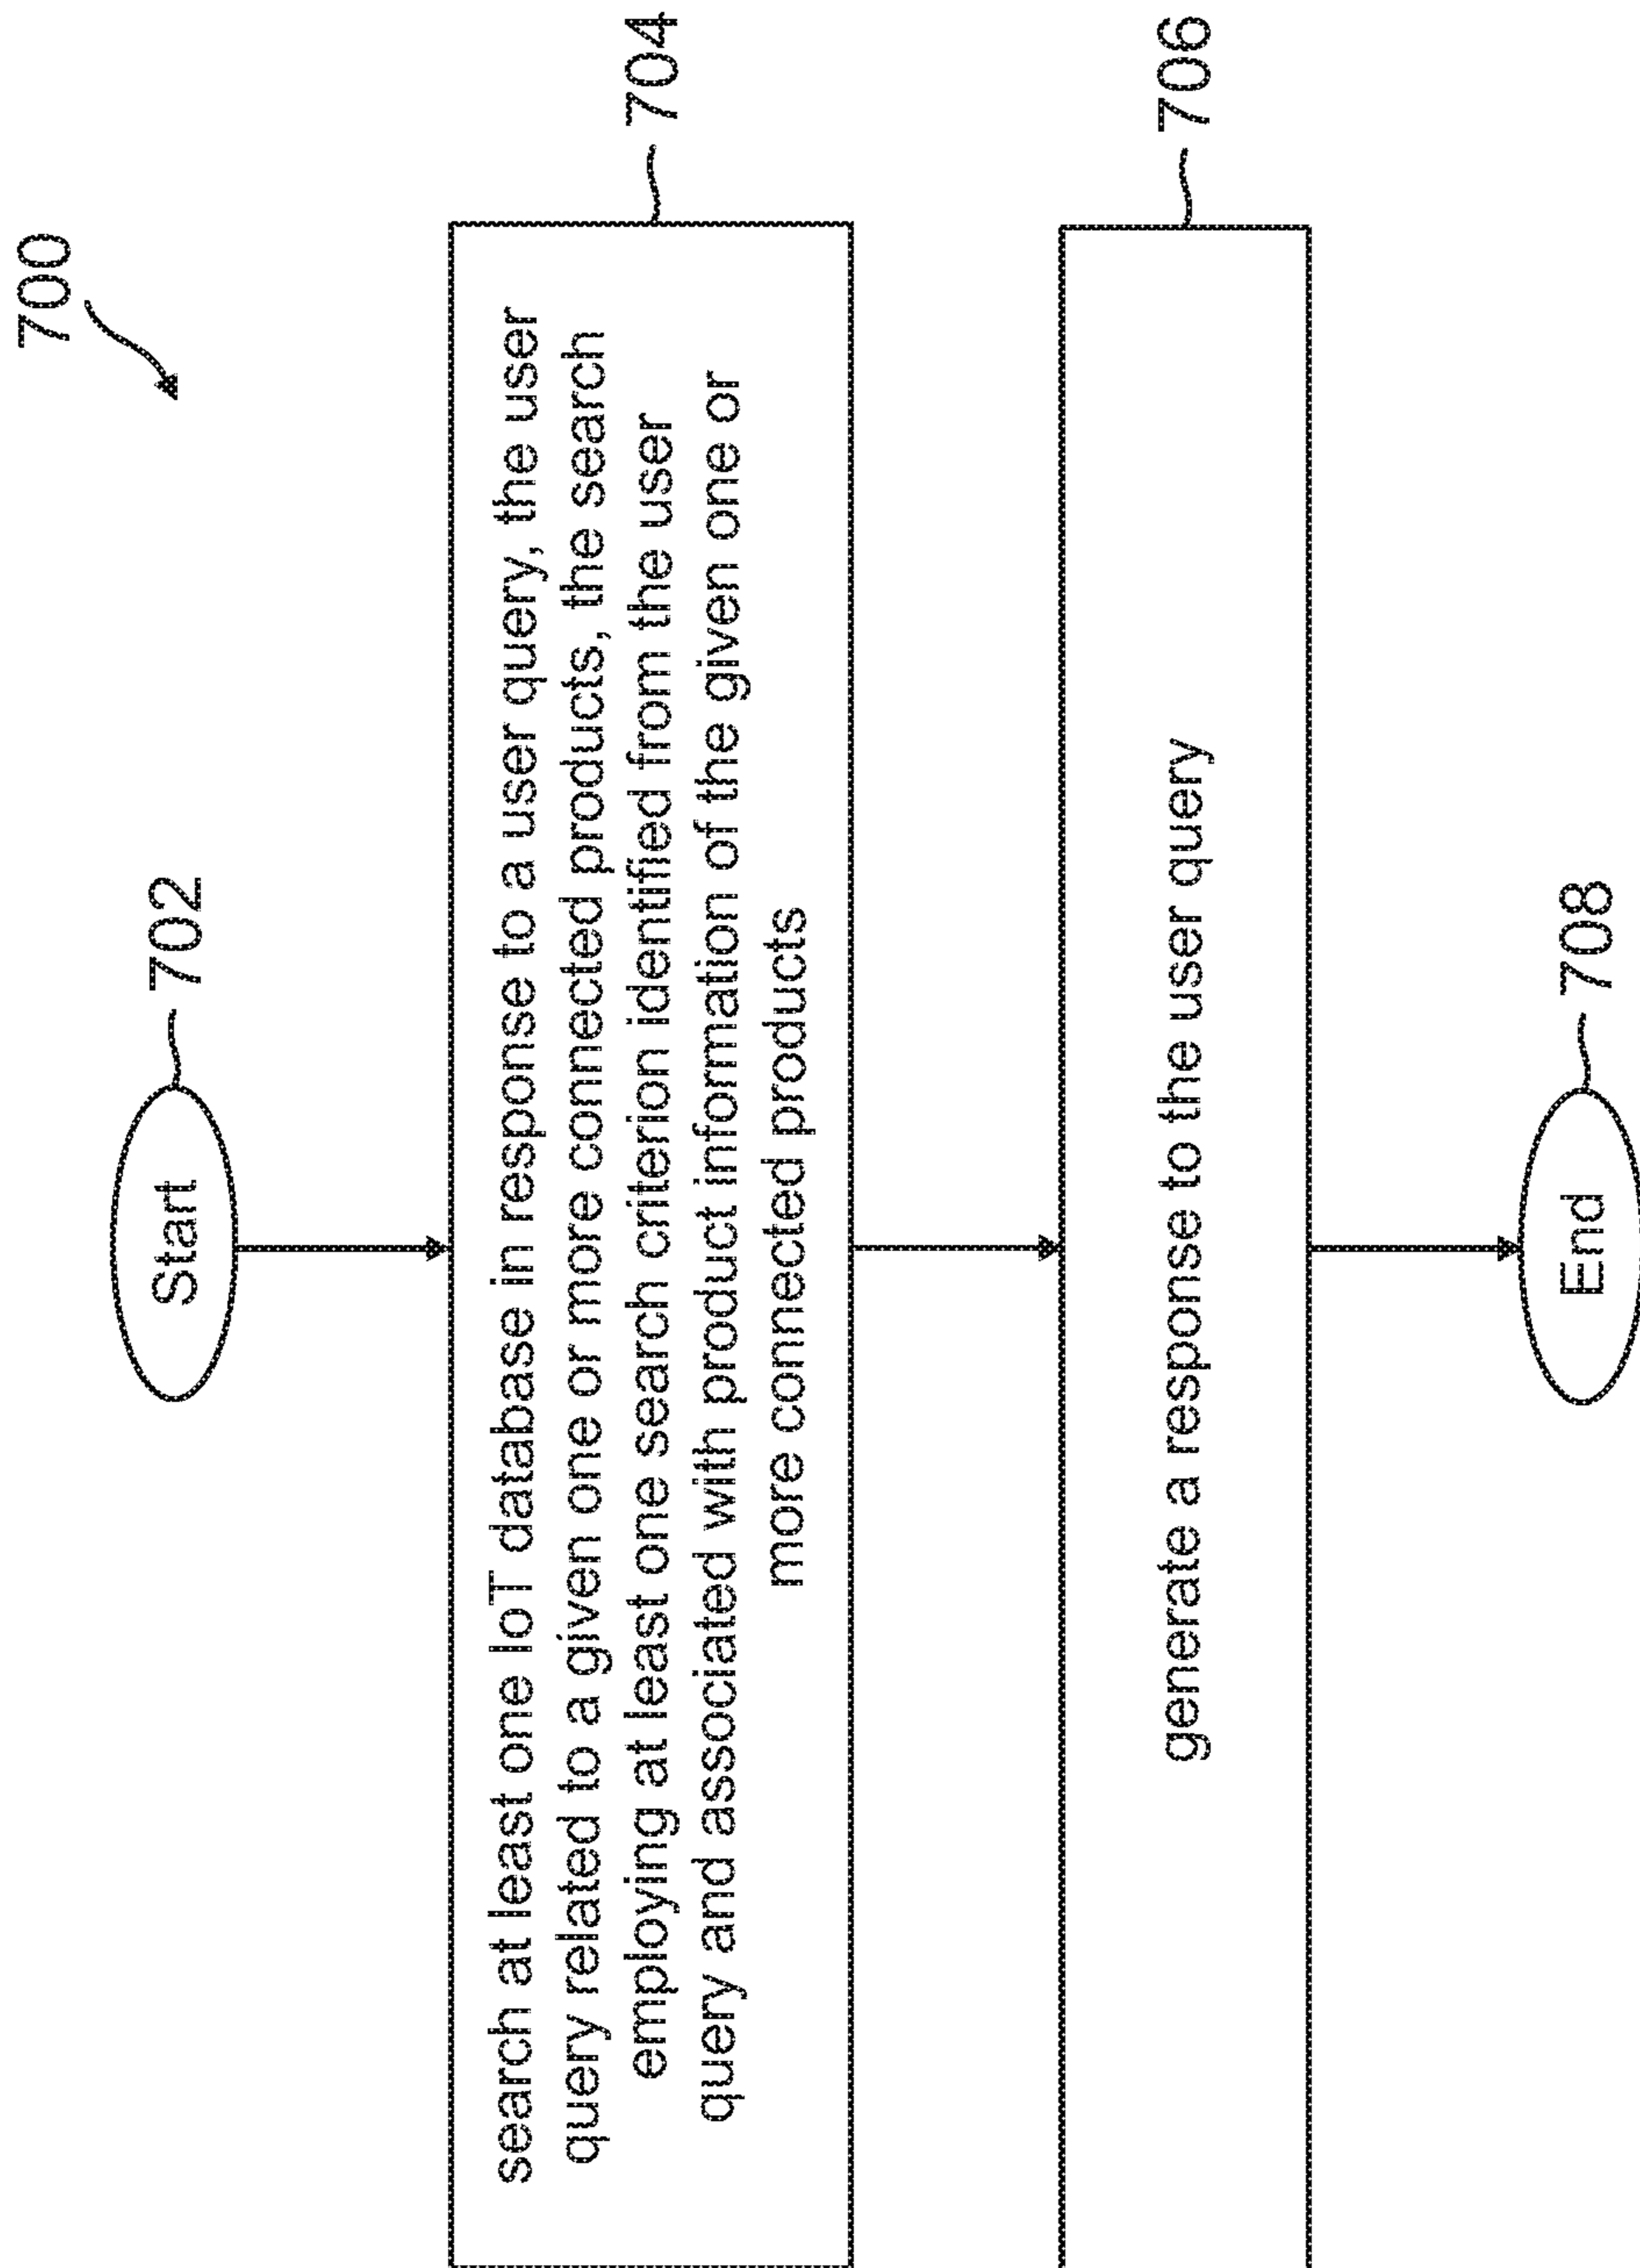 700
Start
702
search at least one IoT database in response to a user query, the user
query related to a given one or more connected products, the search
employing at least one search criterion identified from the user
query and associated with product information of the given one or
more connected products
704
generate a response to the user query
706
End
708